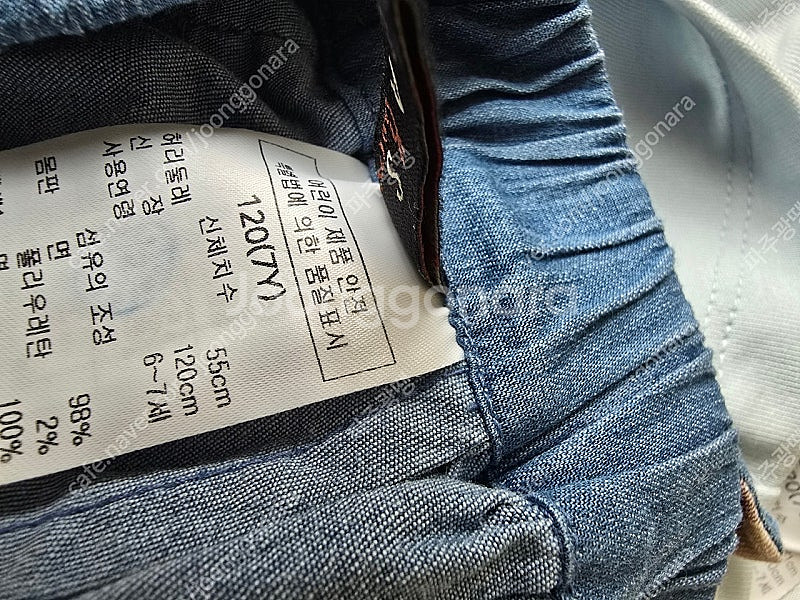 어린이 제품 안전
특별법에 의한 품질표시
120(7Y)
신체치수
허리둘레 55cm
신 장 120cm
사용연령 6~7세
섬유의 조성
몸판 면 98%
폴리우레탄 2%
면 100%
joonggonara